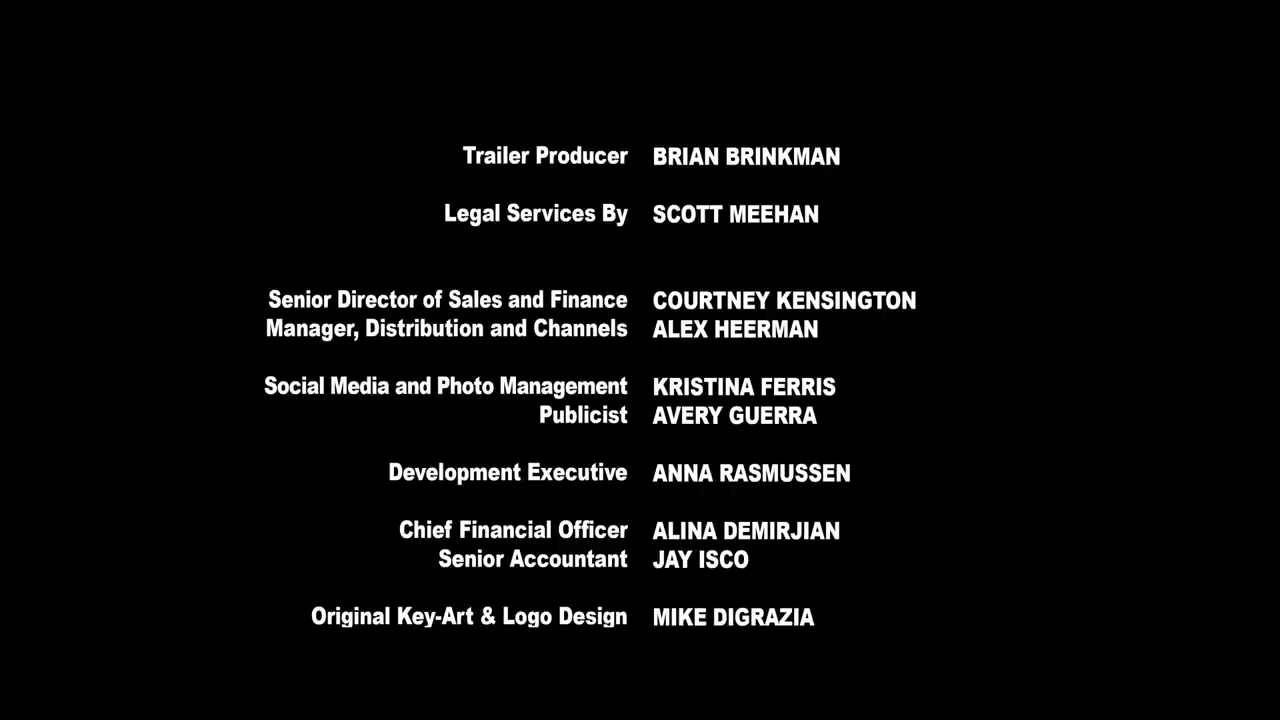 Trailer Producer BRIAN BRINKMAN
Legal Services By SCOTT MEEHAN
Senior Director of Sales and Finance COURTNEY KENSINGTON
Manager, Distribution and Channels ALEX HEERMAN
Social Media and Photo Management KRISTINA FERRIS
Publicist AVERY GUERRA
Development Executive ANNA RASMUSSEN
Chief Financial Officer ALINA DEMIRJIAN
Senior Accountant JAY ISCO
Original Key-Art & Logo Design MIKE DIGRAZIA